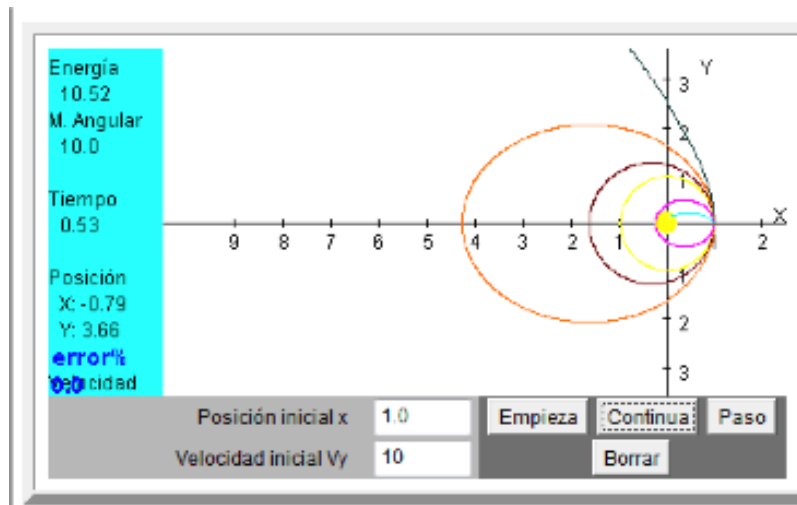 Energía
10.52
M. Angular
10.0
Tiempo
0.53
Posición
X: -0.79
Y: 3.66
error%
0.0
Velocidad
Y
3
2
1
9 8 7 6 5 4 3 2 1 2 X
1
2
3
Posición inicial x 1.0 Empieza Continua Paso
Velocidad inicial Vy 10 Borrar